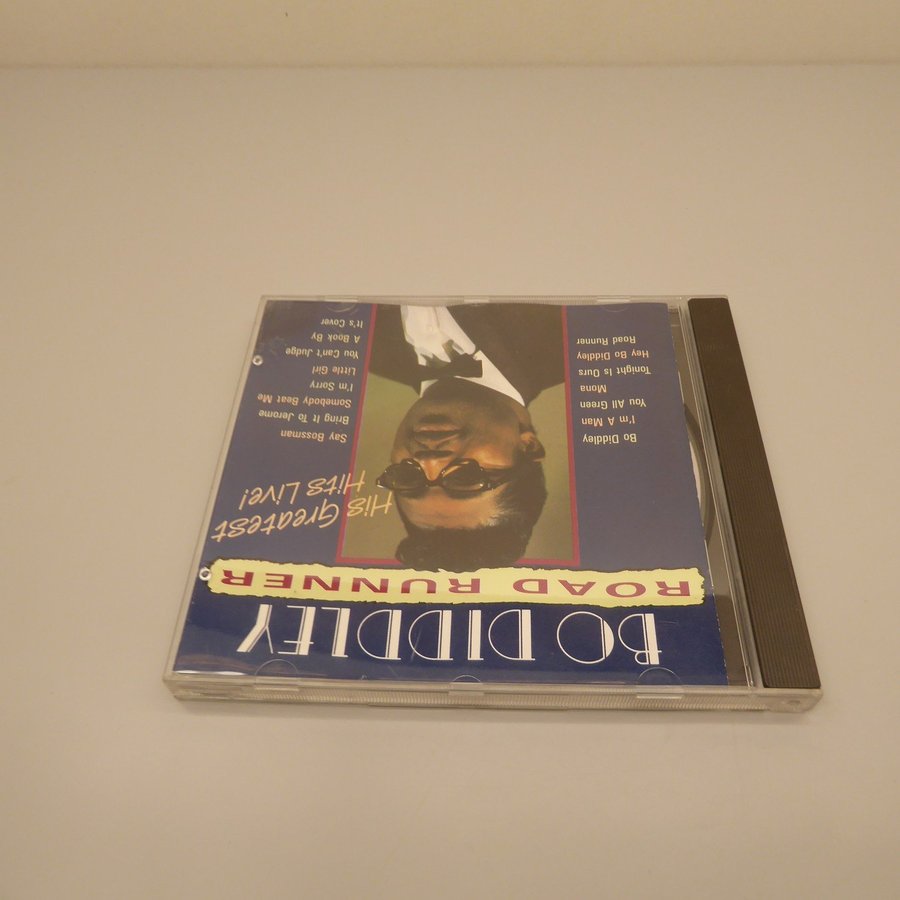 BO DIDDLEY
ROAD RUNNER
His Greatest
Hits Live!
Bo Diddley
I'm A Man
You All Green
Mona
Tonight Is Ours
Hey Bo Diddley
Road Runner
Say Bossman
Bring It To Jerome
Somebody Beat Me
I'm Sorry
Little Girl
You Can't Judge
A Book By
It's Cover